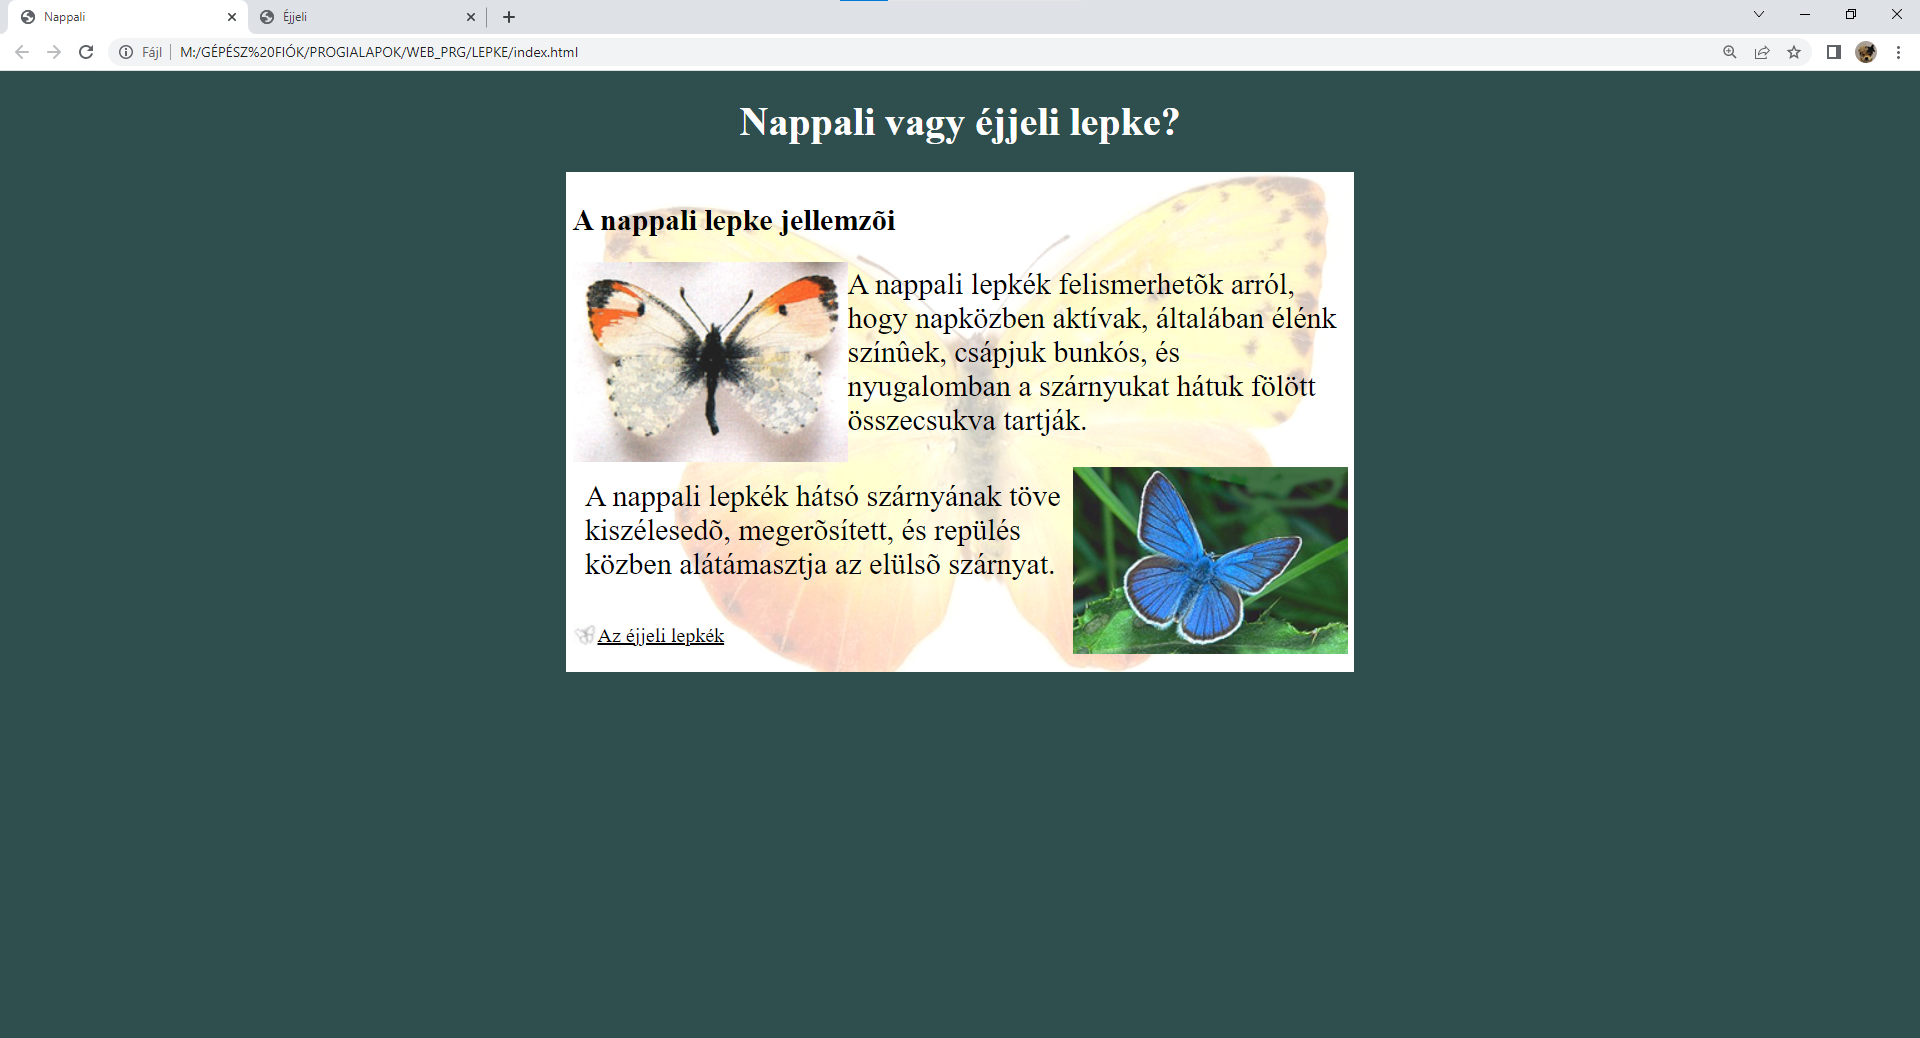 Nappali
Éjjeli
Fájl
M:/GÉPÉSZ%20FIÓK/PROGIALAPOK/WEB_PRG/LEPKE/index.html
Nappali vagy éjjeli lepke?
A nappali lepke jellemzõi
A nappali lepkék felismerhetõk arról,
hogy napközben aktívak, általában élénk
színûek, csápjuk bunkós, és
nyugalomban a szárnyukat hátuk fölött
összecsukva tartják.
A nappali lepkék hátsó szárnyának töve
kiszélesedõ, megerõsített, és repülés
közben alátámasztja az elülsõ szárnyat.
Az éjjeli lepkék